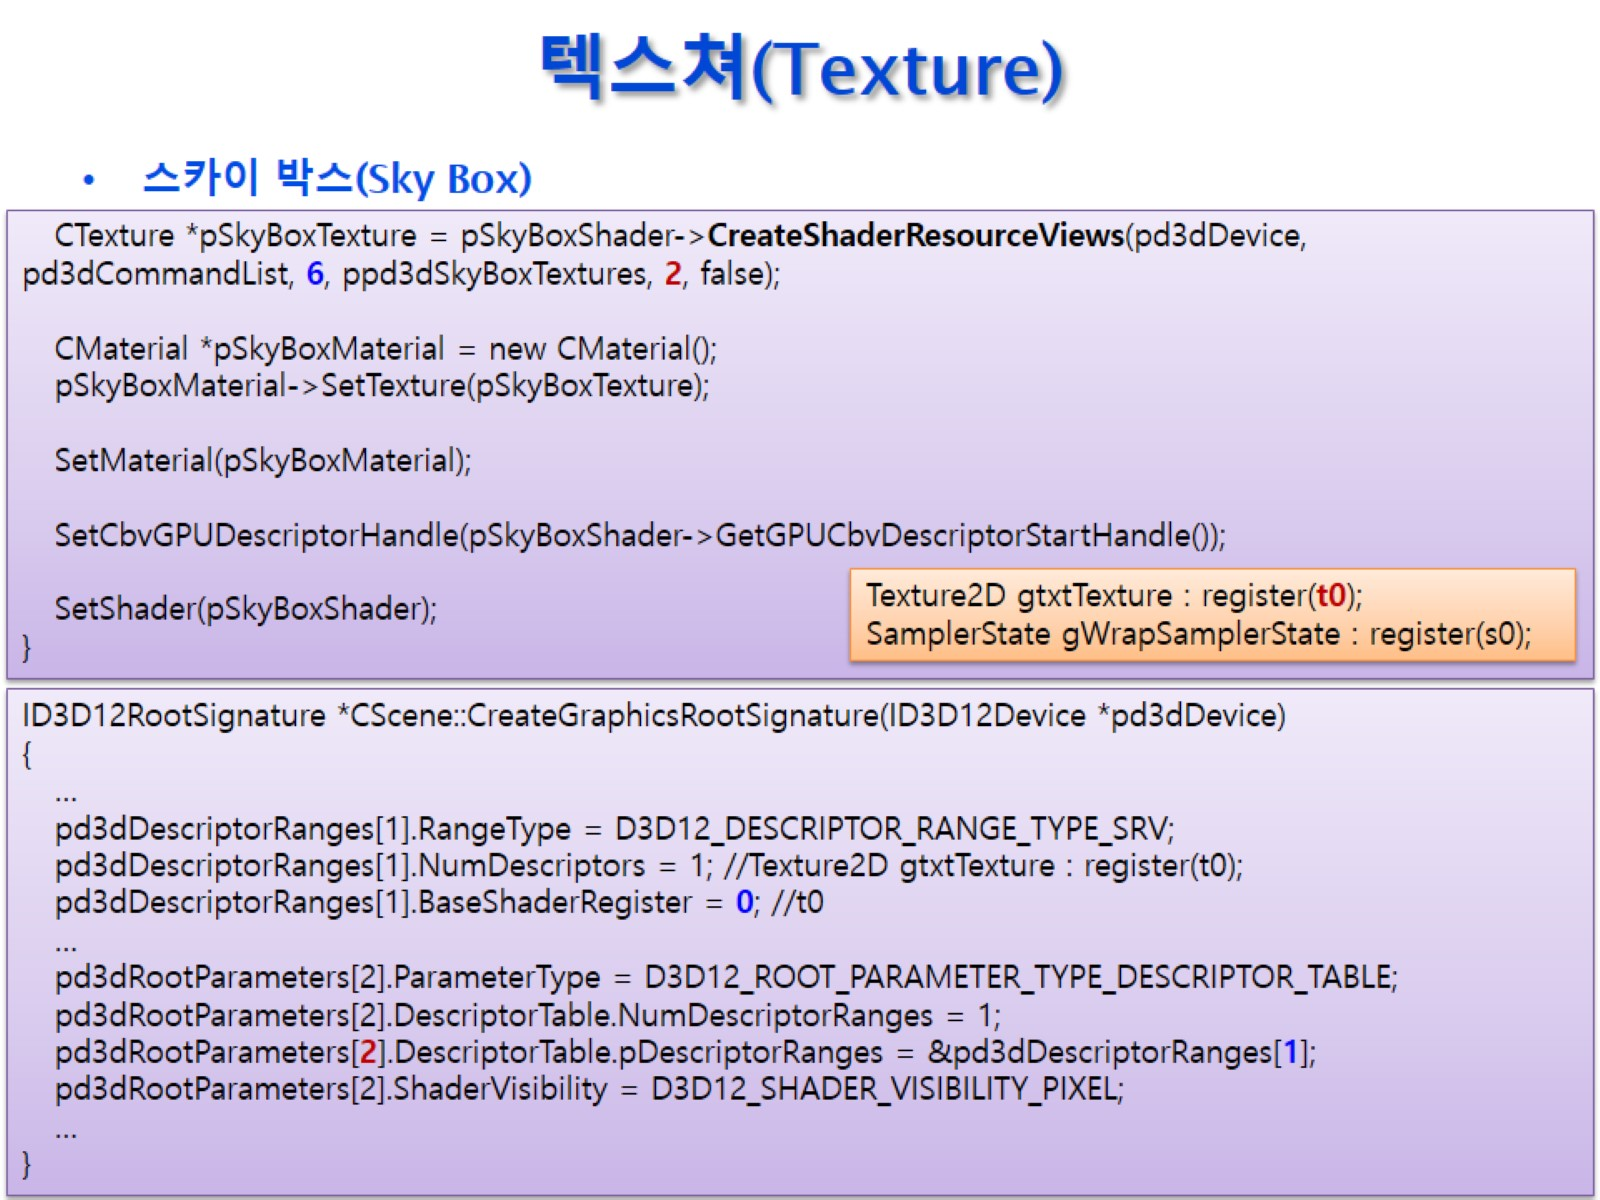 텍스쳐(Texture)
• 스카이 박스(Sky Box)
CTexture *pSkyBoxTexture = pSkyBoxShader->CreateShaderResourceViews(pd3dDevice,
pd3dCommandList, 6, ppd3dSkyBoxTextures, 2, false);
CMaterial *pSkyBoxMaterial = new CMaterial();
pSkyBoxMaterial->SetTexture(pSkyBoxTexture);
SetMaterial(pSkyBoxMaterial);
SetCbvGPUDescriptorHandle(pSkyBoxShader->GetGPUCbvDescriptorStartHandle());
SetShader(pSkyBoxShader);
}
Texture2D gtxtTexture : register(t0);
SamplerState gWrapSamplerState : register(s0);
ID3D12RootSignature *CScene::CreateGraphicsRootSignature(ID3D12Device *pd3dDevice)
{
...
pd3dDescriptorRanges[1].RangeType = D3D12_DESCRIPTOR_RANGE_TYPE_SRV;
pd3dDescriptorRanges[1].NumDescriptors = 1; //Texture2D gtxtTexture : register(t0);
pd3dDescriptorRanges[1].BaseShaderRegister = 0; //t0
...
pd3dRootParameters[2].ParameterType = D3D12_ROOT_PARAMETER_TYPE_DESCRIPTOR_TABLE;
pd3dRootParameters[2].DescriptorTable.NumDescriptorRanges = 1;
pd3dRootParameters[2].DescriptorTable.pDescriptorRanges = &pd3dDescriptorRanges[1];
pd3dRootParameters[2].ShaderVisibility = D3D12_SHADER_VISIBILITY_PIXEL;
...
}